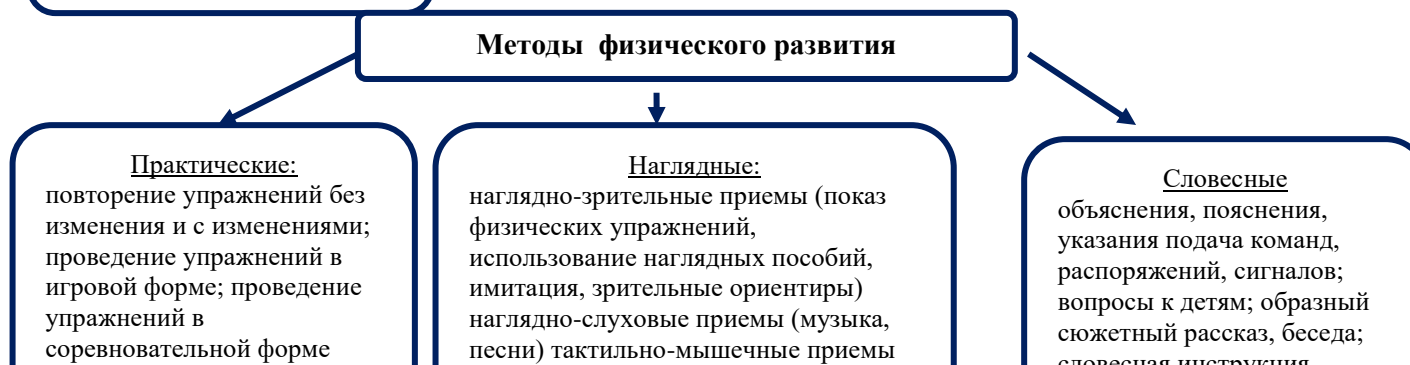 Методы физического развития
Практические:
повторение упражнений без
изменения и с изменениями;
проведение упражнений в
игровой форме; проведение
упражнений в
соревновательной форме
Наглядные:
наглядно-зрительные приемы (показ
физических упражнений,
использование наглядных пособий,
имитация, зрительные ориентиры)
наглядно-слуховые приемы (музыка,
песни) тактильно-мышечные приемы
Словесные
объяснения, пояснения,
указания подача команд,
распоряжений, сигналов;
вопросы к детям; образный
сюжетный рассказ, беседа;
словесная инструкция